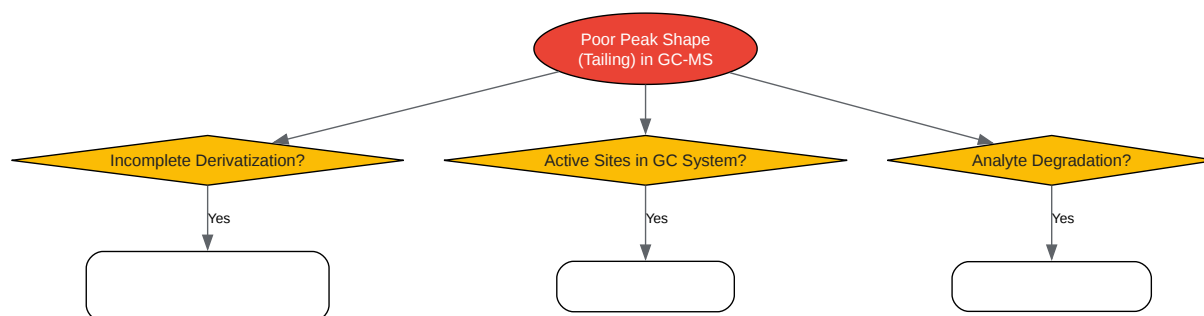 Poor Peak Shape
(Tailing) in GC-MS
Incomplete Derivatization?
Active Sites in GC System?
Analyte Degradation?
Yes
Yes
Yes